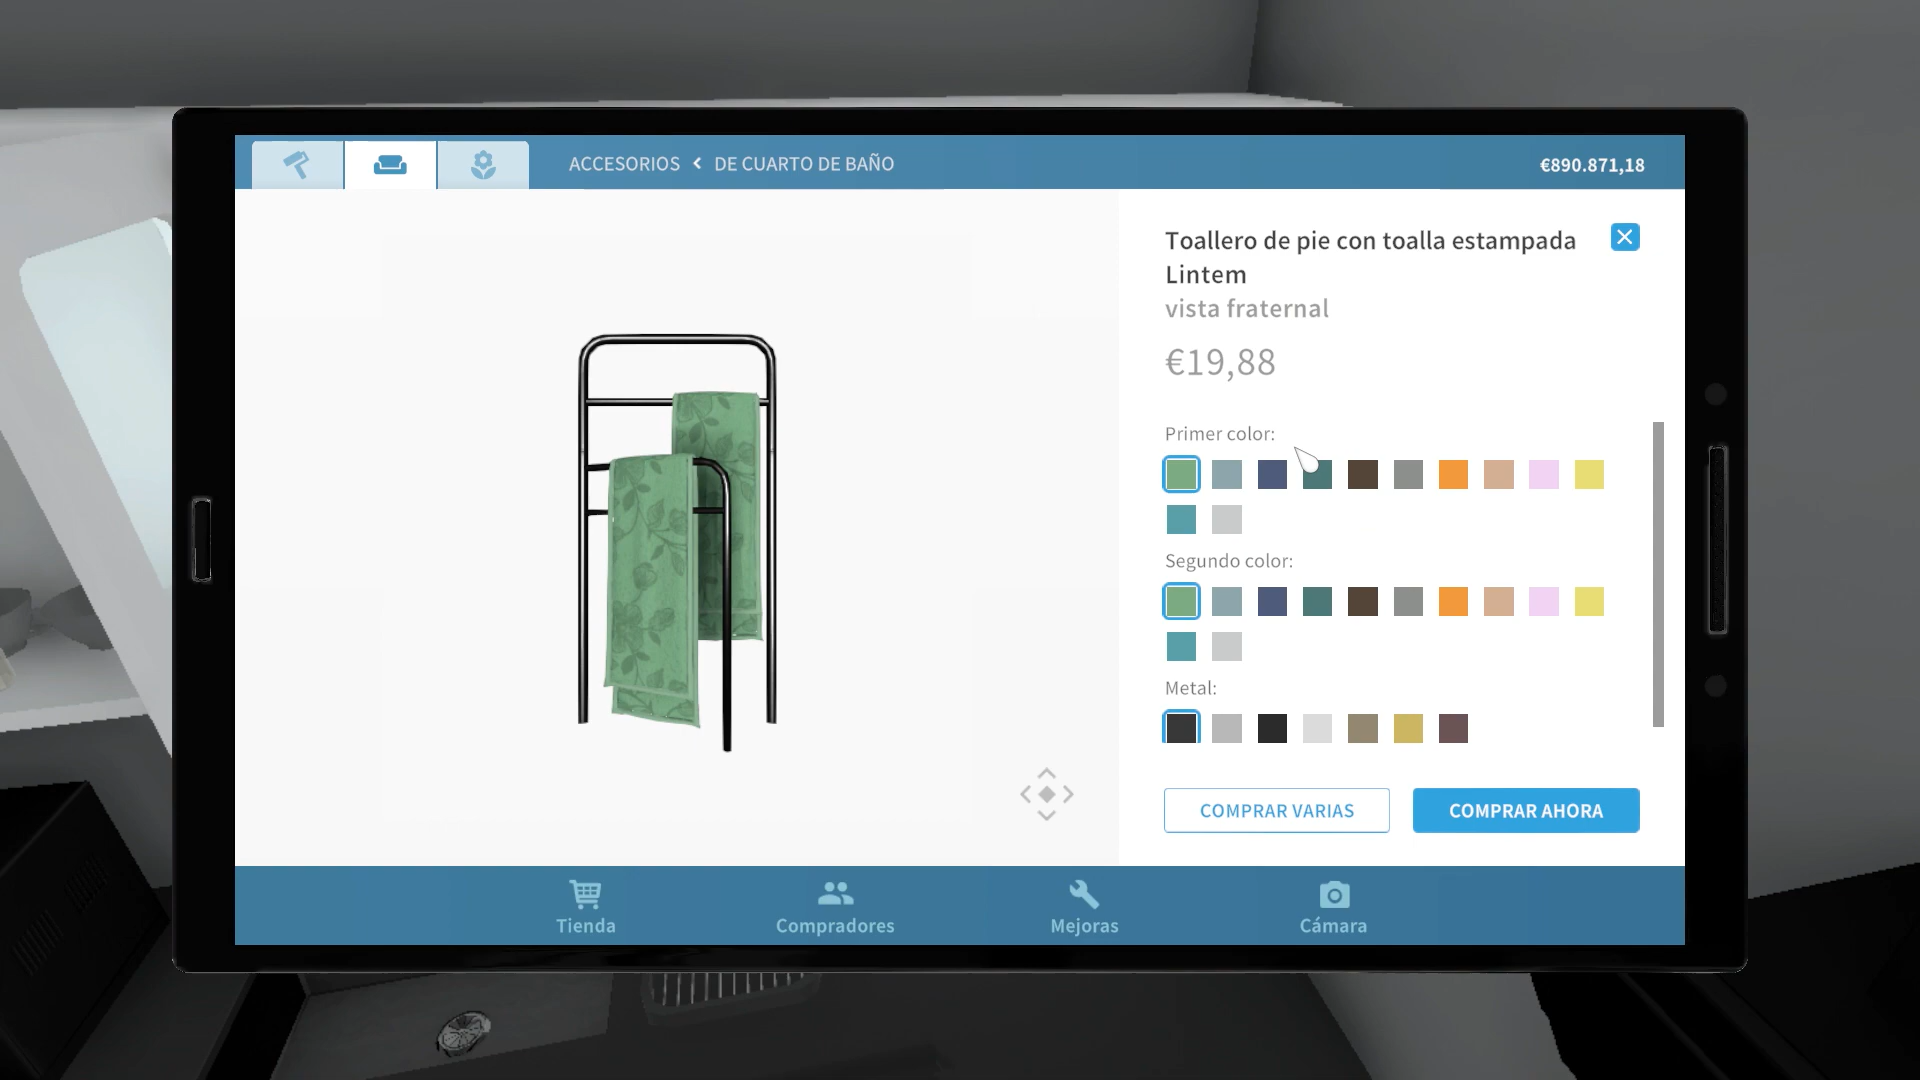 ACCESORIOS < DE CUARTO DE BAÑO
€890.871,18
Toallero de pie con toalla estampada
Lintem
vista fraternal
€19,88
Primer color:
Segundo color:
Metal:
COMPRAR VARIAS
COMPRAR AHORA
Tienda
Compradores
Mejoras
Cámara